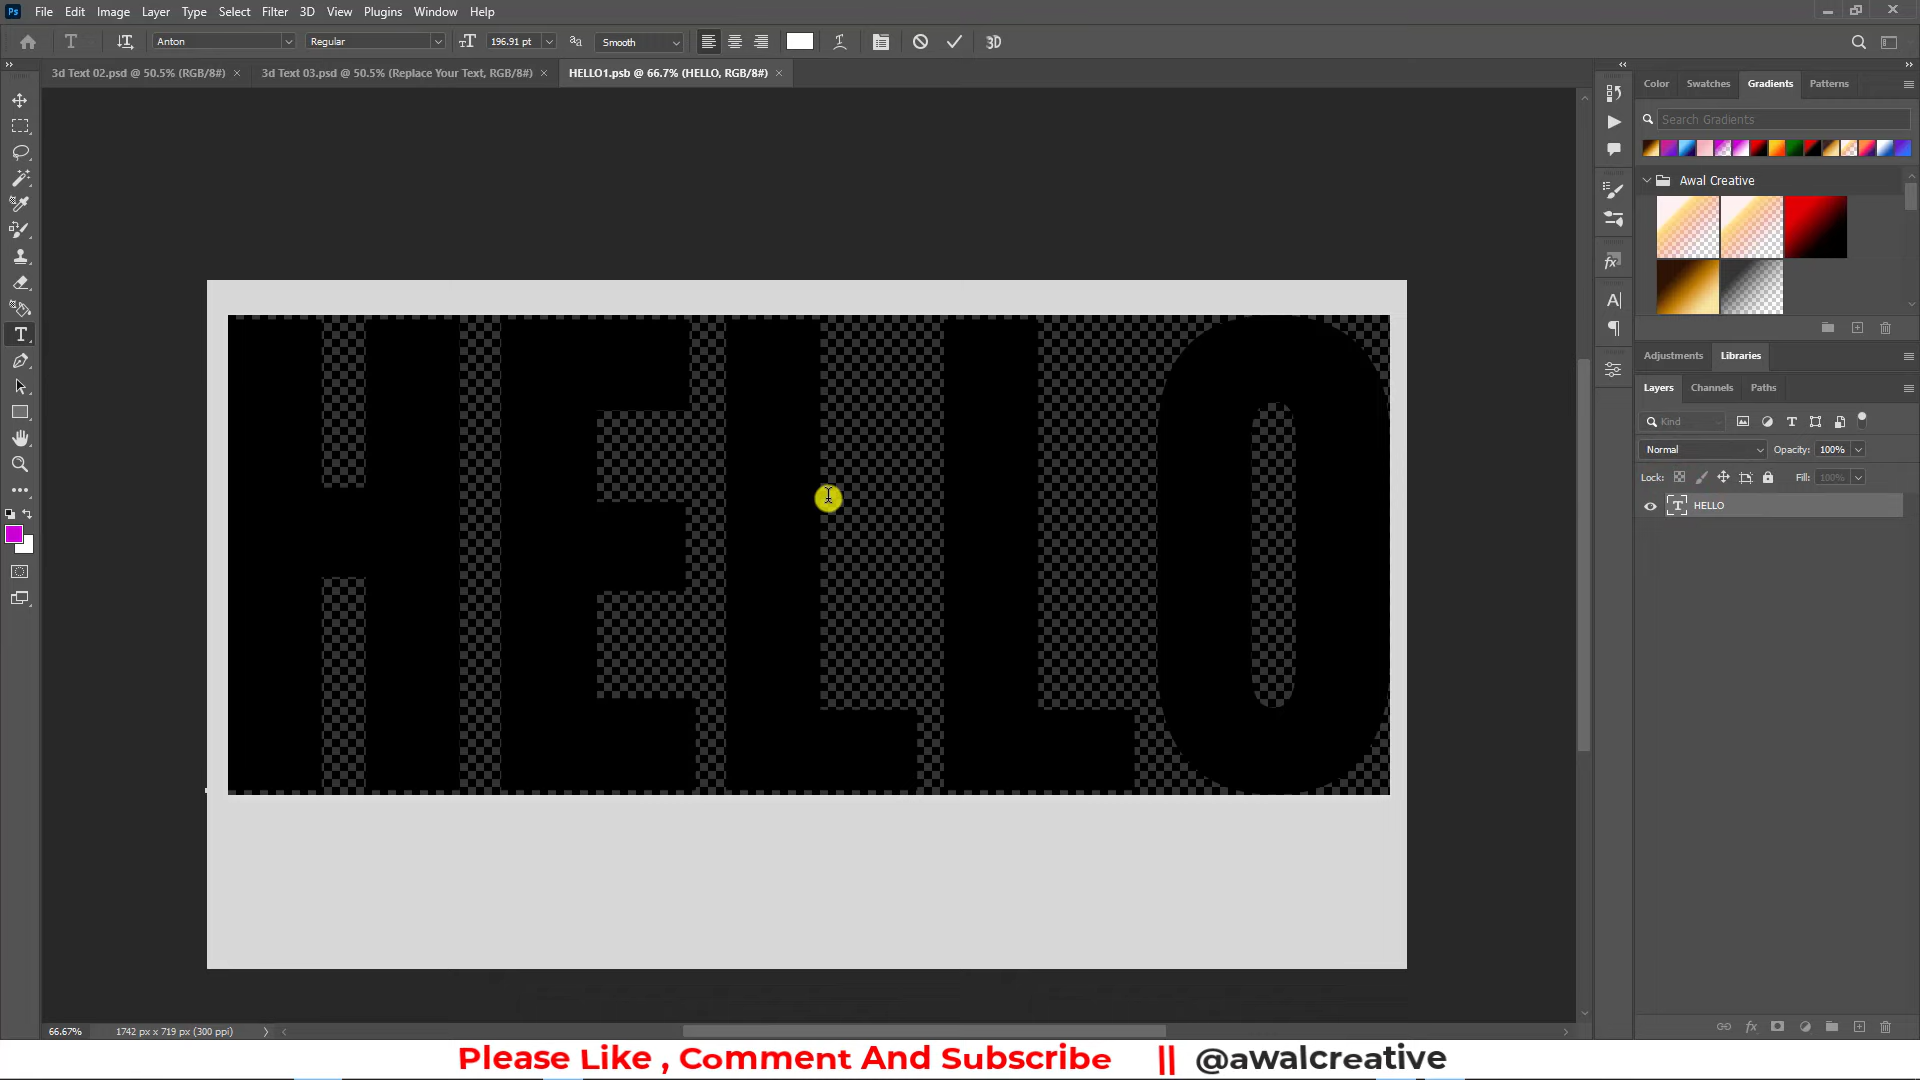 Ps File Edit Image Layer Type Select Filter 3D View Plugins Window Help
Anton Regular 196.91 pt Smooth 3D
3d Text 02.psd @ 50.5% (RGB/8#) 3d Text 03.psd @ 50.5% (Replace Your Text, RGB/8#) HELLO1.psb @ 66.7% (HELLO, RGB/8#)
Color Swatches Gradients Patterns
Search Gradients
Awal Creative
Adjustments Libraries
Layers Channels Paths
Kind
Normal Opacity: 100%
Lock: Fill: 100%
HELLO
HELLO
66.67% 1742 px x 719 px (300 ppi)
Please Like , Comment And Subscribe || @awalcreative